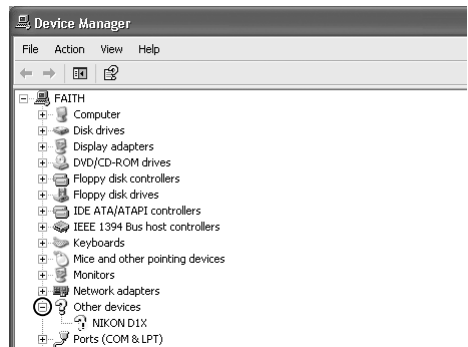 Device Manager
File Action View Help
FAITH
Computer
Disk drives
Display adapters
DVD/CD-ROM drives
Floppy disk controllers
Floppy disk drives
IDE ATA/ATAPI controllers
IEEE 1394 Bus host controllers
Keyboards
Mice and other pointing devices
Monitors
Network adapters
Other devices
NIKON D1X
Ports (COM & LPT)